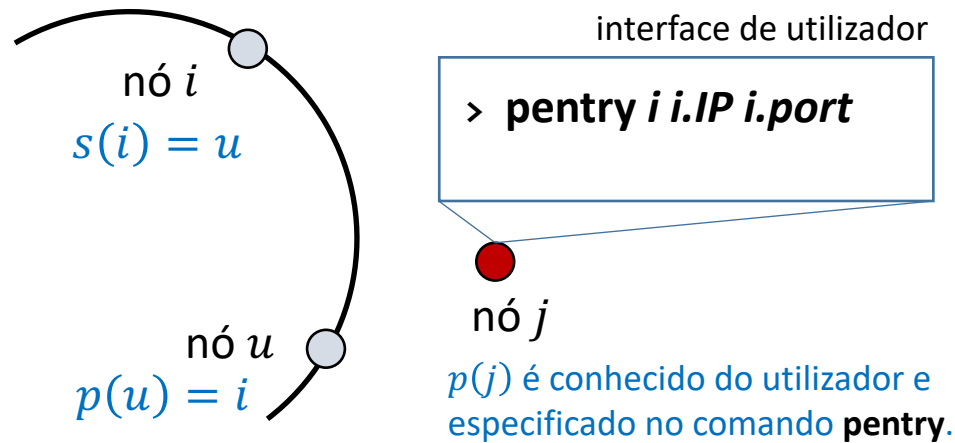 nó i
s(i) = u
nó u
p(u) = i
interface de utilizador
> pentry i i.IP i.port
nó j
p(j) é conhecido do utilizador e
especificado no comando pentry.